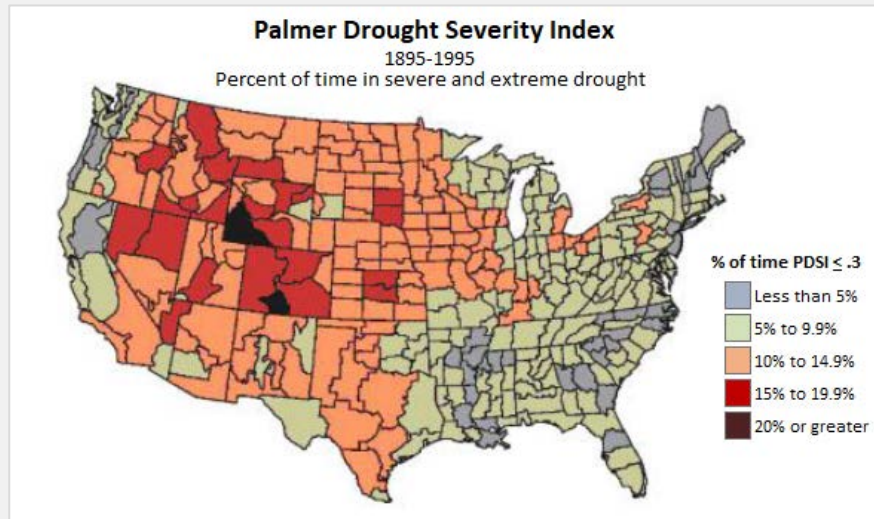 Palmer Drought Severity Index
1895-1995
Percent of time in severe and extreme drought
% of time PDSI ≤ .3
Less than 5%
5% to 9.9%
10% to 14.9%
15% to 19.9%
20% or greater